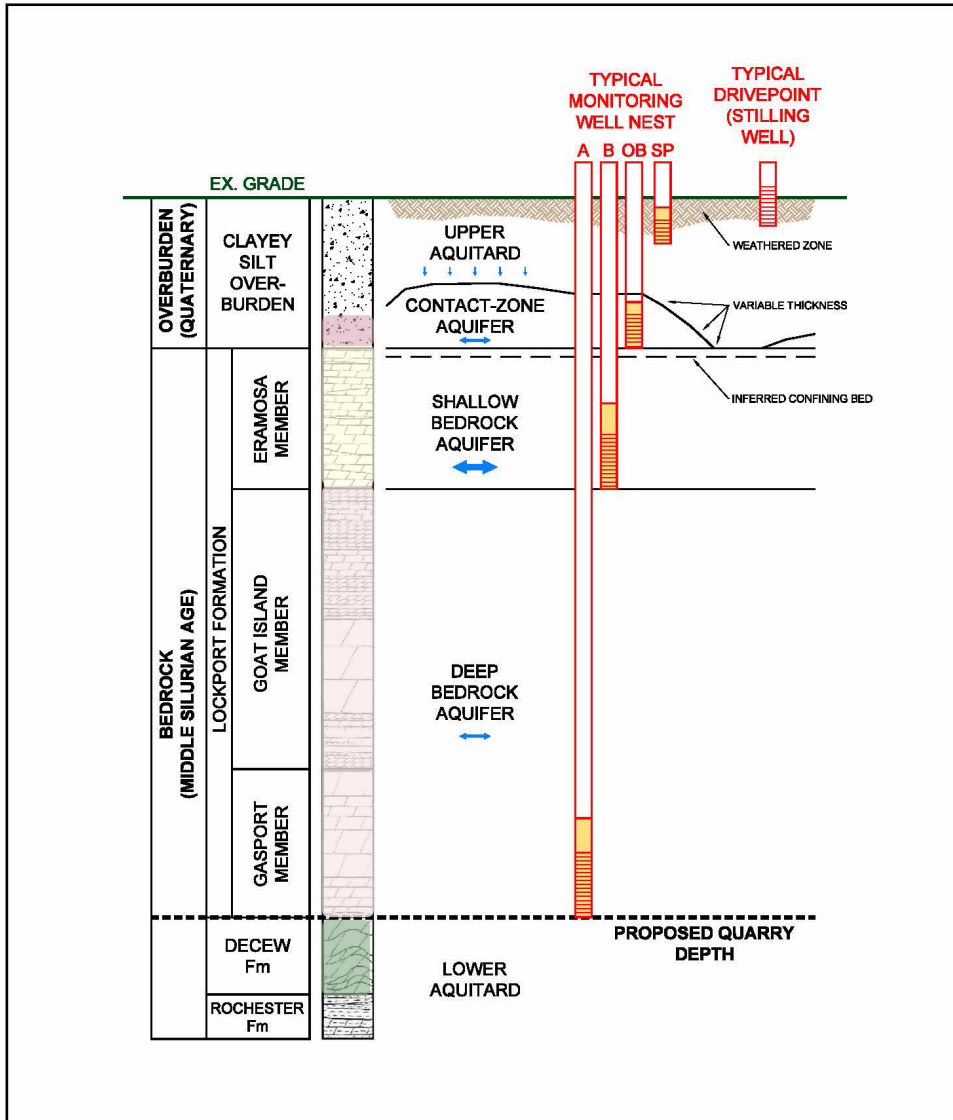 TYPICAL
MONITORING
WELL NEST
A B OB SP
TYPICAL
DRIVEPOINT
(STILLING
WELL)
EX. GRADE
OVERBURDEN
(QUATERNARY)
CLAYEY
SILT
OVER-
BURDEN
UPPER
AQUITARD
WEATHERED ZONE
CONTACT-ZONE
AQUIFER
VARIABLE THICKNESS
INFERRED CONFINING BED
BEDROCK
(MIDDLE SILURIAN AGE)
LOCKPORT FORMATION
ERAMOSA
MEMBER
SHALLOW
BEDROCK
AQUIFER
GOAT ISLAND
MEMBER
DEEP
BEDROCK
AQUIFER
GASPORT
MEMBER
PROPOSED QUARRY
DEPTH
DECEW
Fm
LOWER
AQUITARD
ROCHESTER
Fm